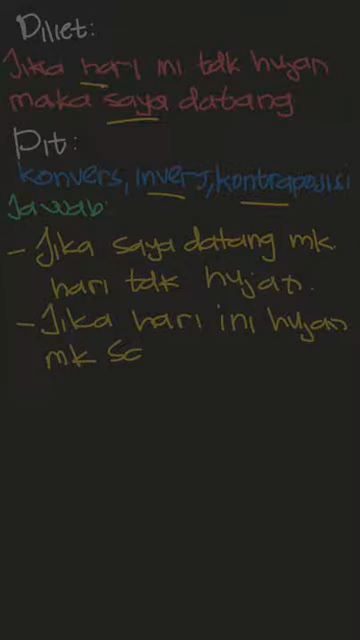 Diket:
Jika hari ini tdk hujan
maka saya datang
Dit:
konvers, invers, kontraposisi
Jawab:
- Jika saya datang mk
hari tdk hujan.
- Jika hari ini hujan
mk sa